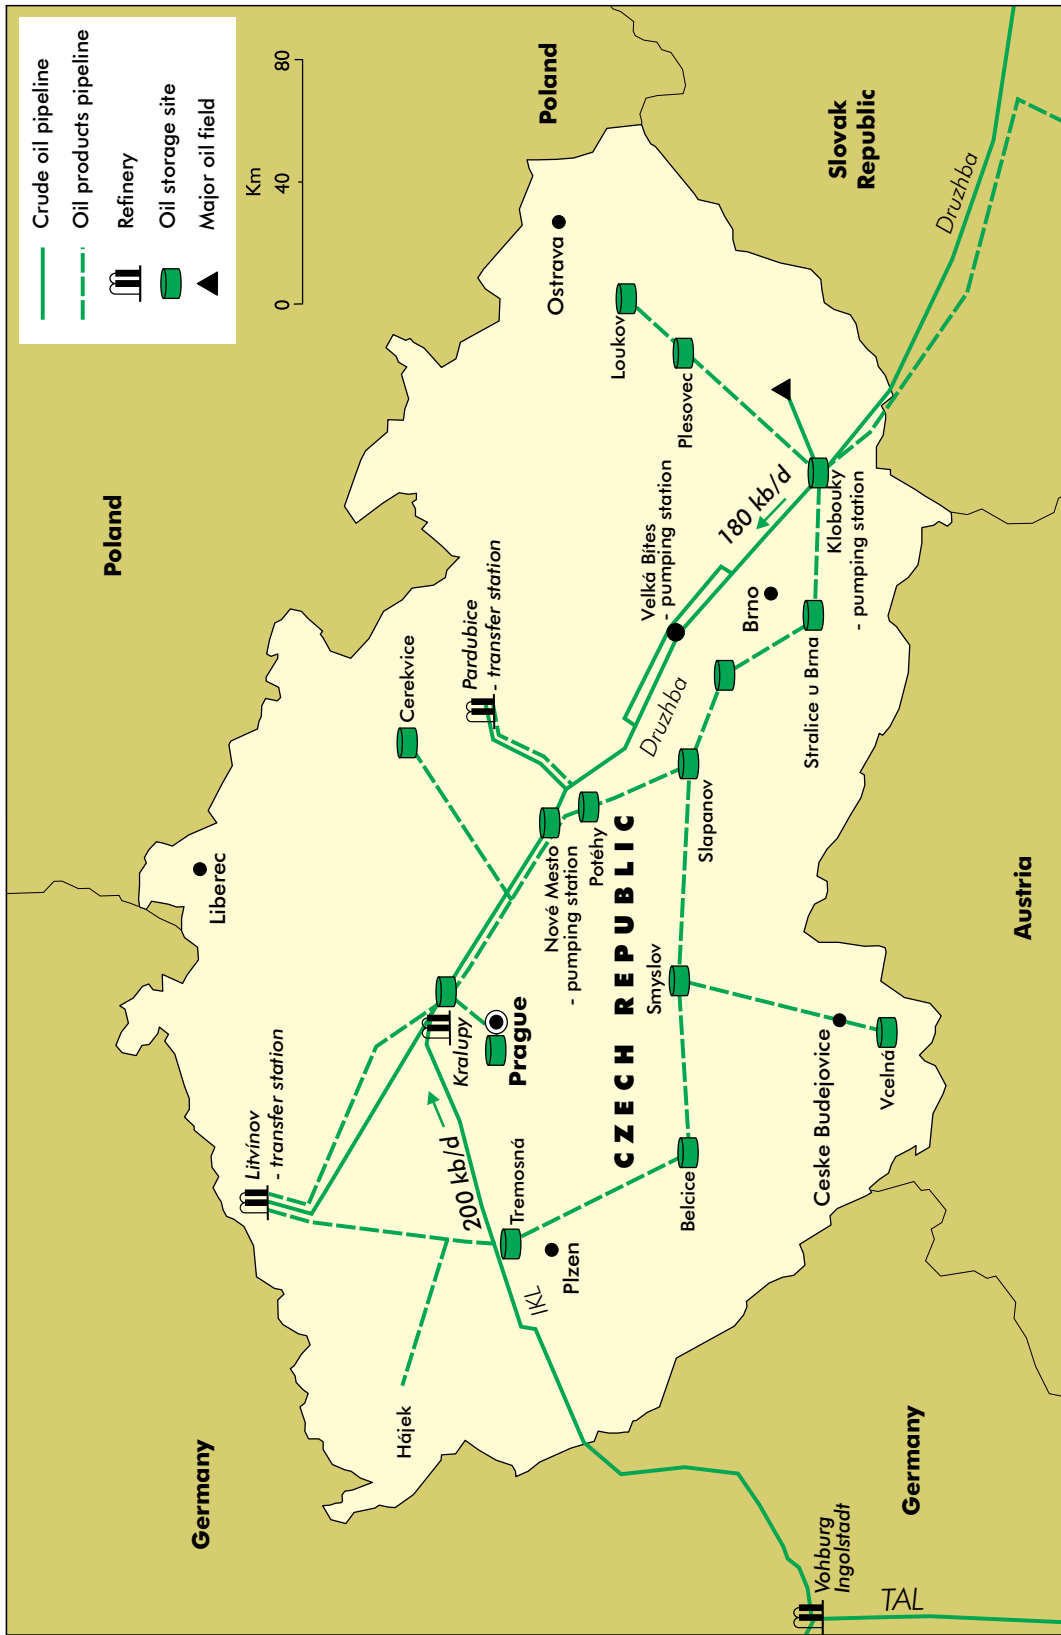 Crude oil pipeline
Oil products pipeline
Refinery
Oil storage site
Major oil field
Km
0
40
80
Poland
Poland
Germany
Germany
Austria
Slovak
Republic
CZECH REPUBLIC
Liberec
Litvínov
- transfer station
Cerekvice
Pardubice
- transfer station
Hájek
Kralupy
Prague
200 kb/d
Tremosná
IKL
Plzen
Nové Mesto
- pumping station
Potéhy
Druzhba
Velká Bítes
- pumping station
180 kb/d
Ostrava
Loukov
Plesovec
Brno
Klobouky
- pumping station
Stralice u Brna
Slapanov
Smyslov
Belcice
Ceske Budejovice
Vcelná
Druzhba
Vohburg
Ingolstadt
TAL